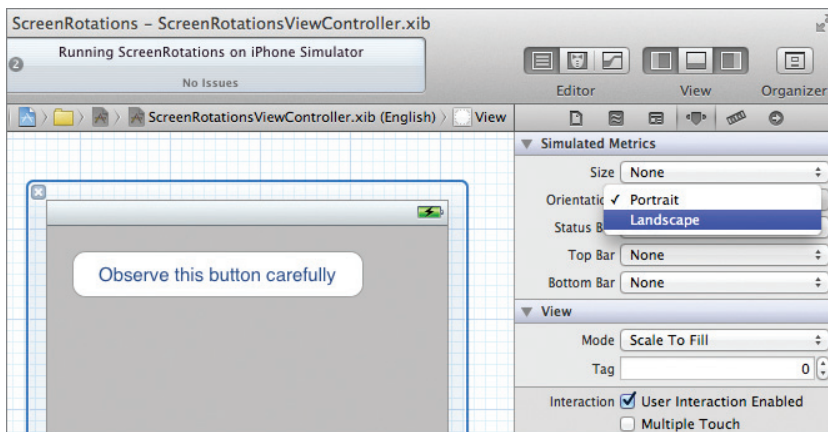 ScreenRotations – ScreenRotationsViewController.xib
2
Running ScreenRotations on iPhone Simulator
No Issues
Editor
View
Organizer
ScreenRotationsViewController.xib (English)
View
Observe this button carefully
Simulated Metrics
Size None
Orientatio ✓ Portrait
Landscape
Status B
Top Bar None
Bottom Bar None
View
Mode Scale To Fill
Tag 0
Interaction User Interaction Enabled
Multiple Touch